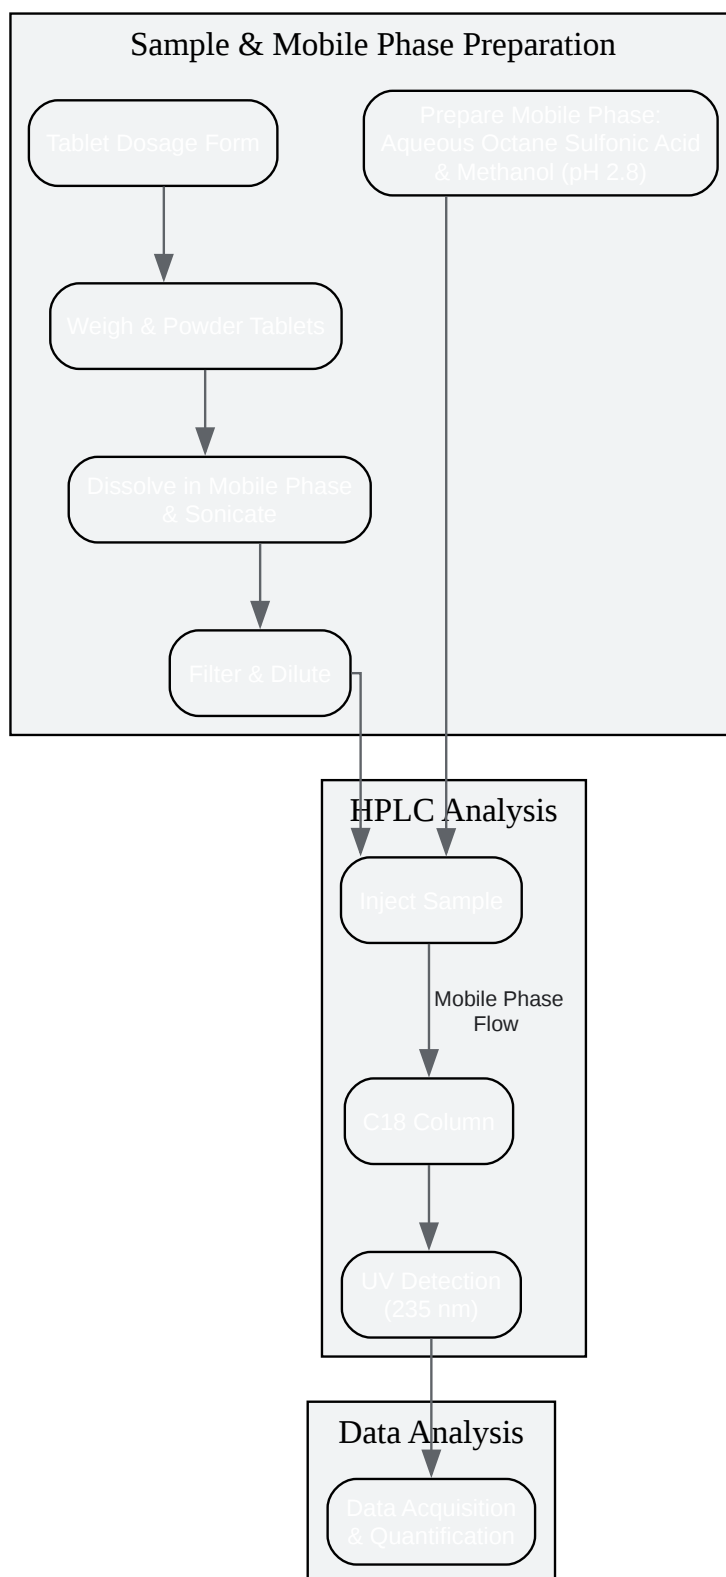 Sample & Mobile Phase Preparation
Tablet Dosage Form
Prepare Mobile Phase:
Aqueous Octane Sulfonic Acid
& Methanol (pH 2.8)
Weigh & Powder Tablets
Dissolve in Mobile Phase
& Sonicate
Filter & Dilute
HPLC Analysis
Inject Sample
Mobile Phase
Flow
C18 Column
UV Detection
(235 nm)
Data Analysis
Data Acquisition
& Quantification